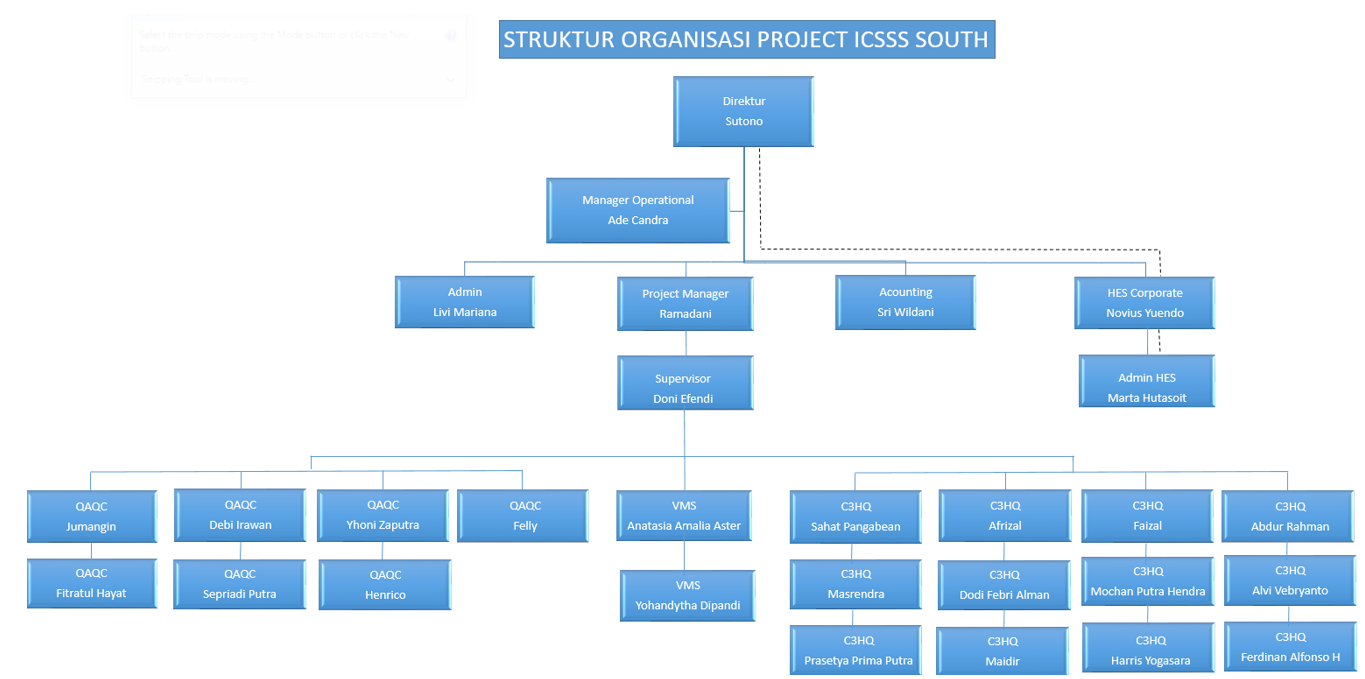 STRUKTUR ORGANISASI PROJECT ICSSS SOUTH
Direktur
Sutono
Manager Operational
Ade Candra
Admin
Livi Mariana
Project Manager
Ramadani
Acounting
Sri Wildani
HES Corporate
Novius Yuendo
Supervisor
Doni Efendi
Admin HES
Marta Hutasoit
QAQC
Jumangin
QAQC
Debi Irawan
QAQC
Yhoni Zaputra
QAQC
Felly
VMS
Anatasia Amalia Aster
C3HQ
Sahat Pangabean
C3HQ
Afrizal
C3HQ
Faizal
C3HQ
Abdur Rahman
QAQC
Fitratul Hayat
QAQC
Sepriadi Putra
QAQC
Henrico
VMS
Yohandytha Dipandi
C3HQ
Masrendra
C3HQ
Dodi Febri Alman
C3HQ
Mochan Putra Hendra
C3HQ
Alvi Vebryanto
C3HQ
Prasetya Prima Putra
C3HQ
Maidir
C3HQ
Harris Yogasara
C3HQ
Ferdinan Alfonso H